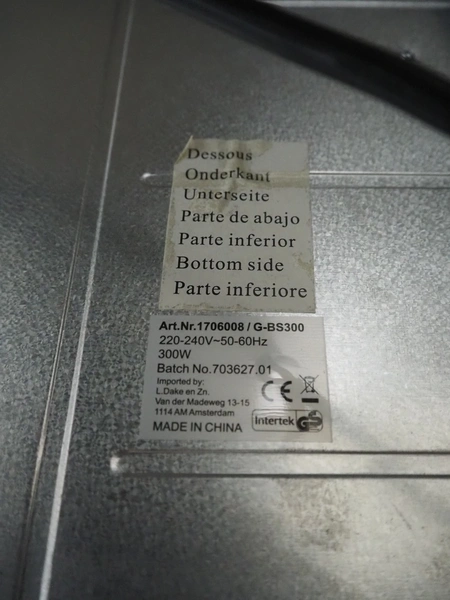 Dessous
Onderkant
Unterseite
Parte de abajo
Parte inferior
Bottom side
Parte inferiore
Art.Nr.1706008 / G-BS300
220-240V~50-60Hz
300W
Batch No.703627.01
Imported by:
L.Dake en Zn.
Van der Madeweg 13-15
1114 AM Amsterdam
MADE IN CHINA
CE
Intertek GS